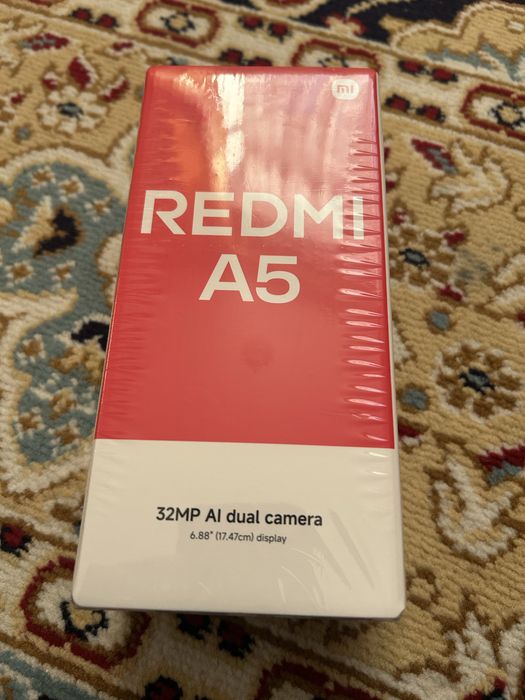 mi
REDMI
A5
32MP AI dual camera
6.88" (17.47cm) display